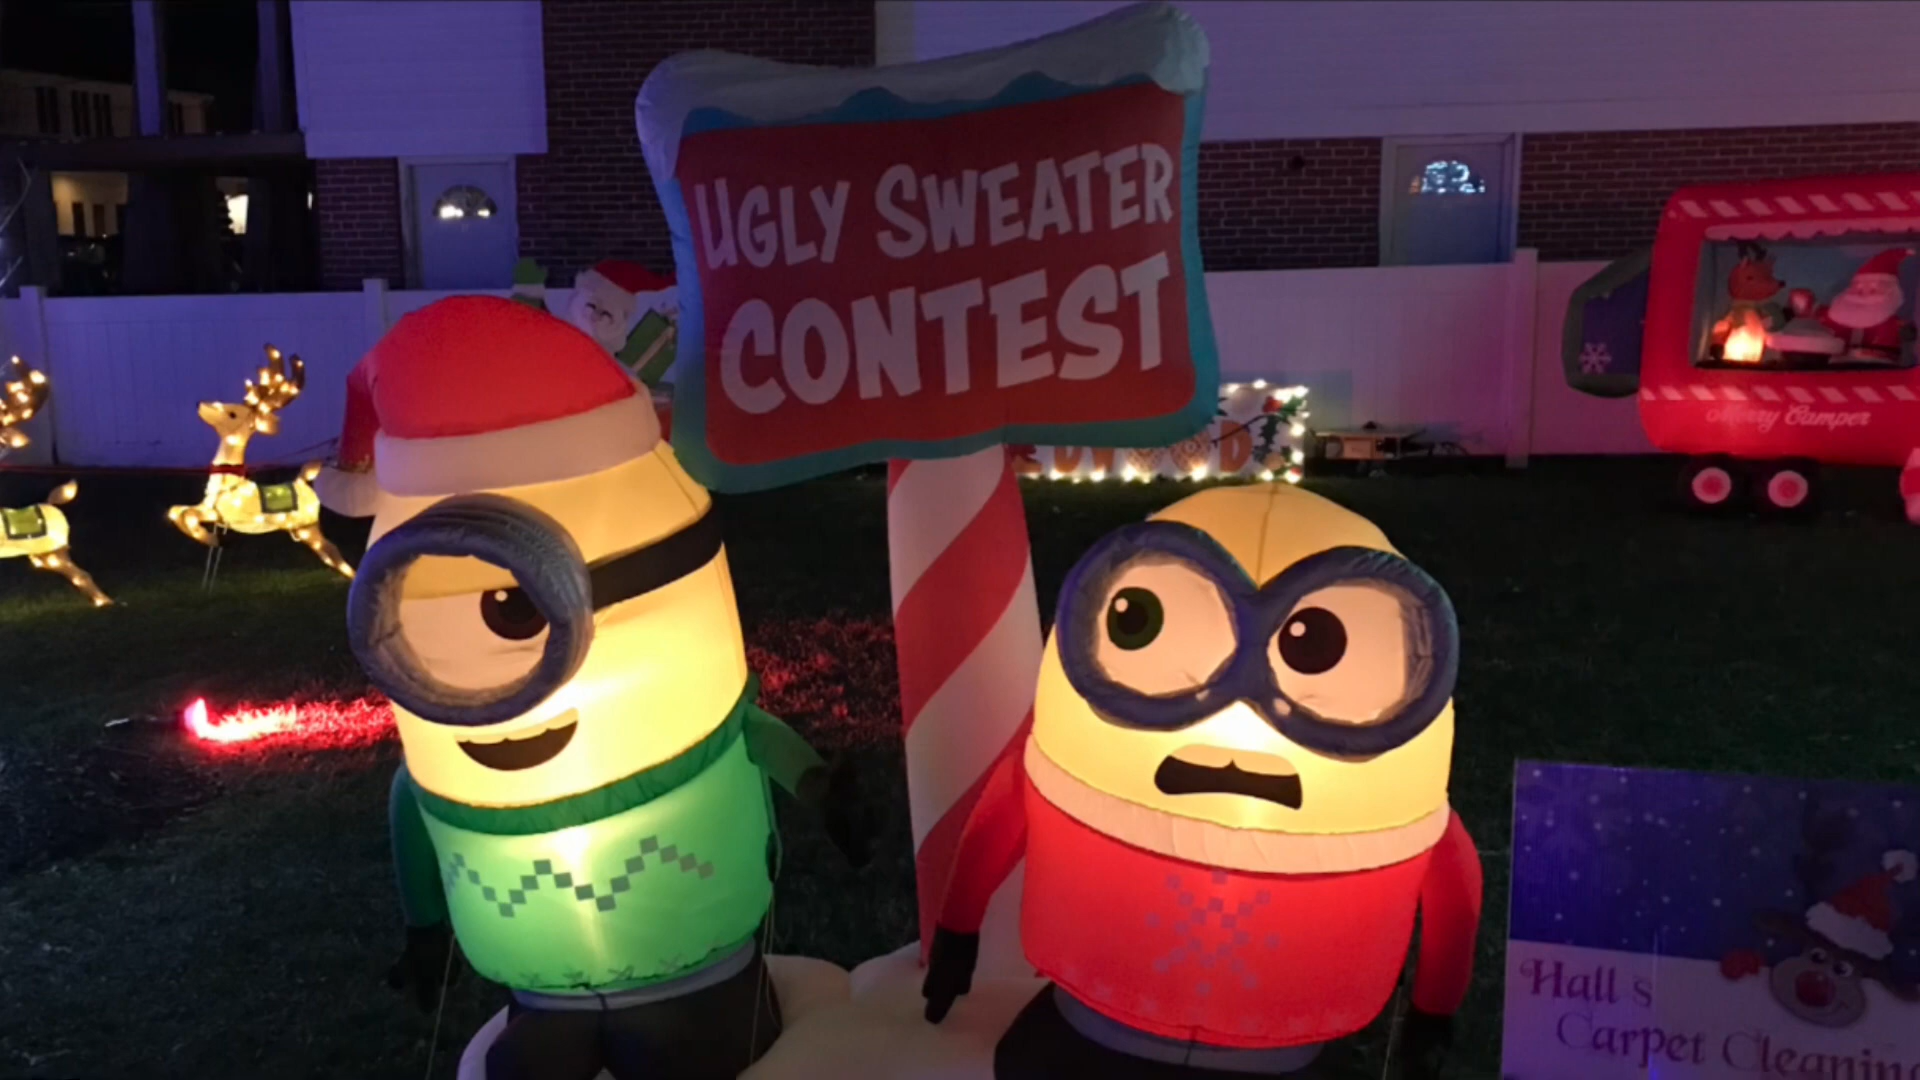 UGLY SWEATER
CONTEST
Merry Camper
Hall s
Carpet Cleaning